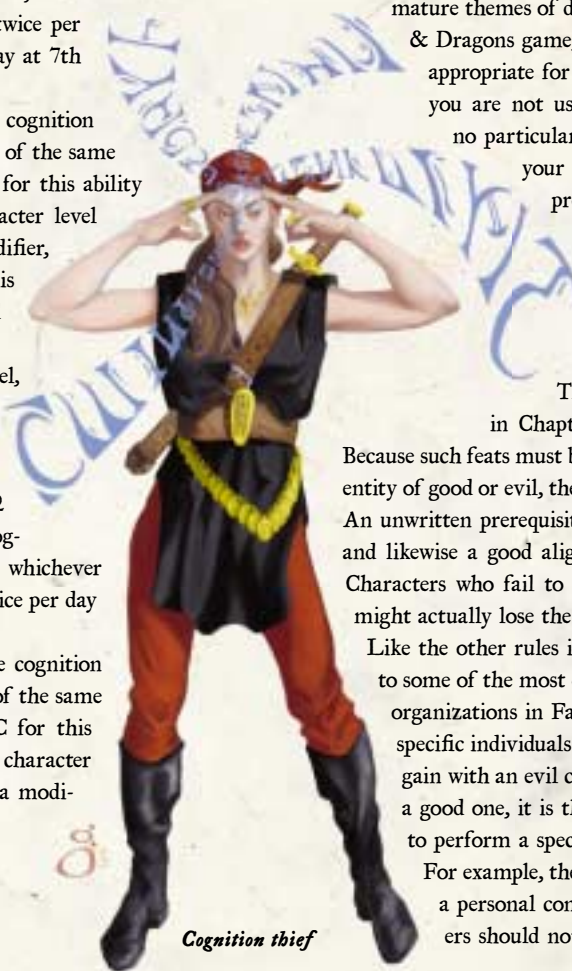 twice per
ay at 7th
cognition
of the same
for this ability
acter level
difier,
is
el,
og-
whichever
ice per day
e cognition
of the same
C for this
character
a modi-
Cognition thief
mature themes of d
& Dragons game,
appropriate for
you are not us
no particular
your
pr
T
in Chapt
Because such feats must b
entity of good or evil, the
An unwritten prerequisit
and likewise a good alig
Characters who fail to
might actually lose the
Like the other rules i
to some of the most
organizations in Fa
specific individuals
gain with an evil c
a good one, it is th
to perform a spec
For example, the
a personal con
ers should no